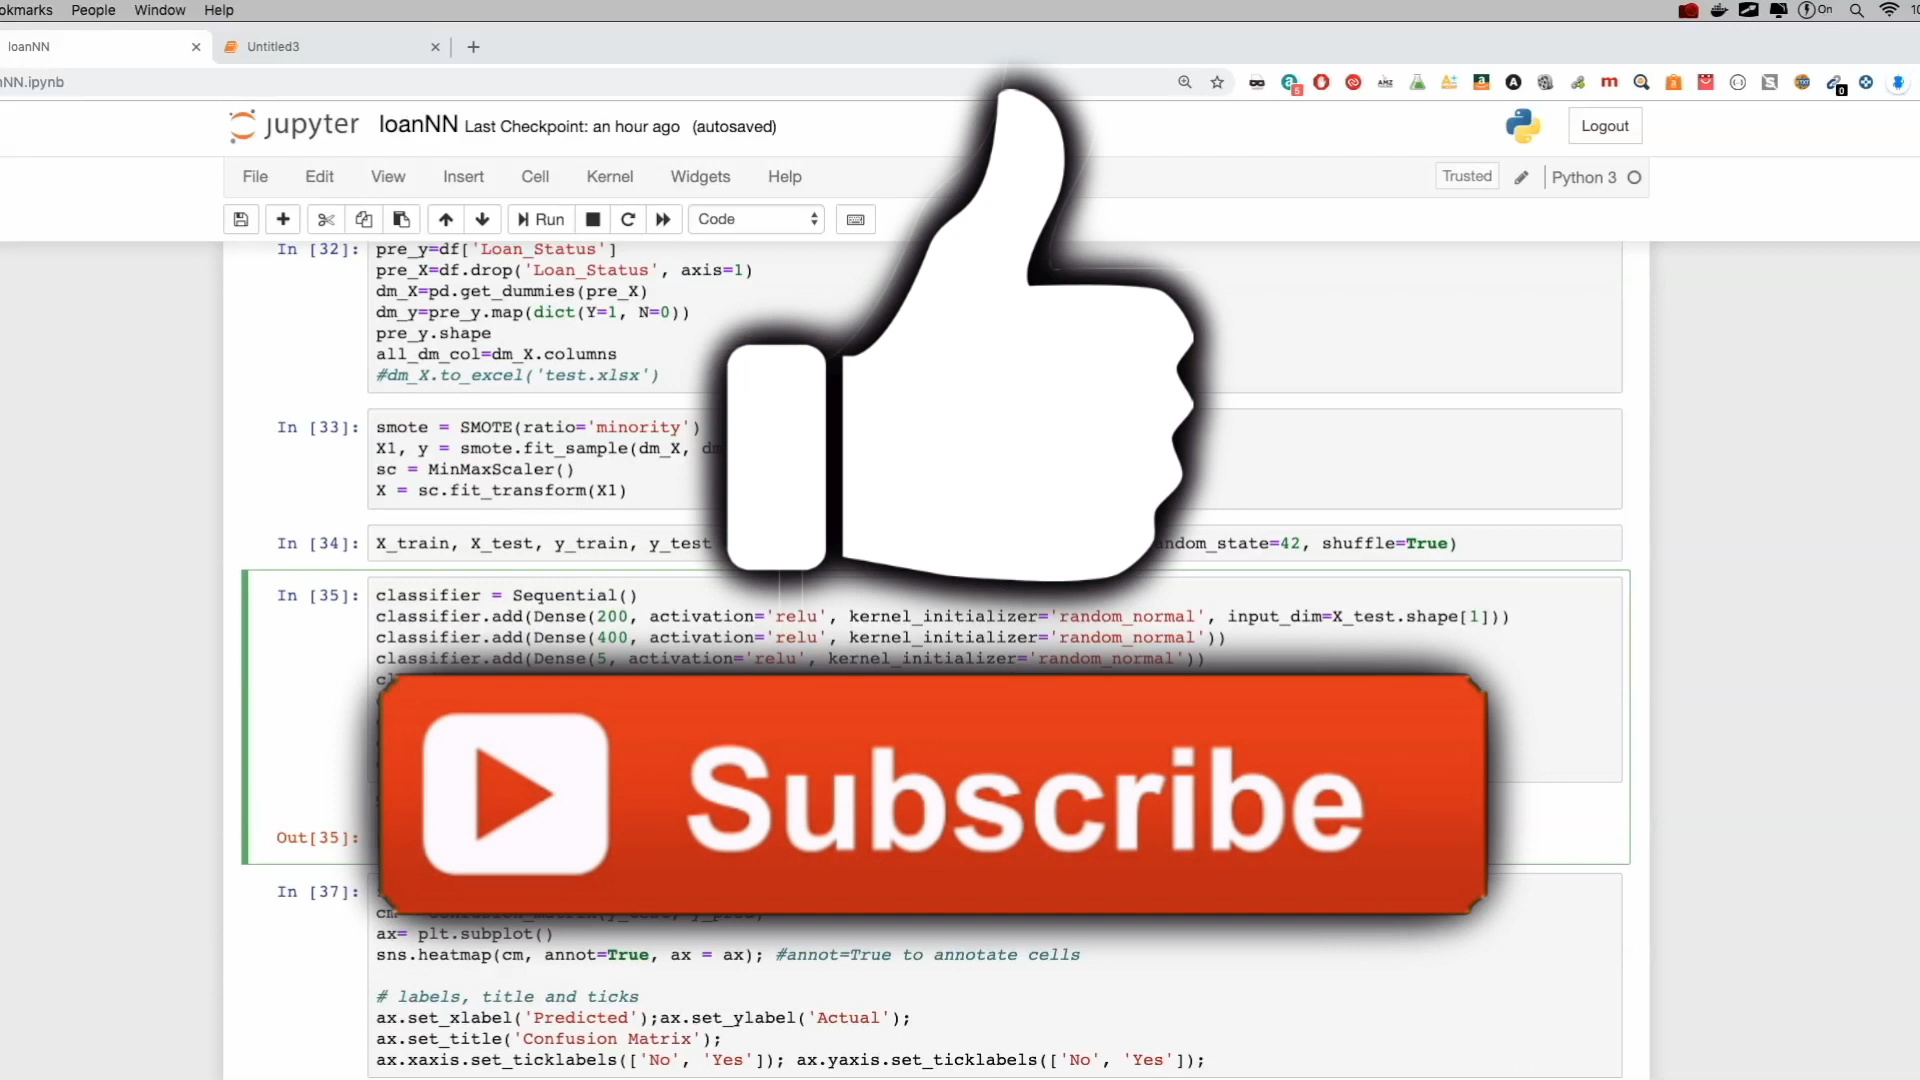 okmarks People Window Help
On 10
loanNN Untitled3
NN.ipynb
jupyter loanNN Last Checkpoint: an hour ago (autosaved)
Logout
File Edit View Insert Cell Kernel Widgets Help
Trusted Python 3
Run Code
In [32]: pre_y=df['Loan_Status']
pre_X=df.drop('Loan_Status', axis=1)
dm_X=pd.get_dummies(pre_X)
dm_y=pre_y.map(dict(Y=1, N=0))
pre_y.shape
all_dm_col=dm_X.columns
#dm_X.to_excel('test.xlsx')
In [33]: smote = SMOTE(ratio='minority')
X1, y = smote.fit_sample(dm_X,
sc = MinMaxScaler()
X = sc.fit_transform(X1)
In [34]: X_train, X_test, y_train, y_test ndom_state=42, shuffle=True)
In [35]: classifier = Sequential()
classifier.add(Dense(200, activation='relu', kernel_initializer='random_normal', input_dim=X_test.shape[1]))
classifier.add(Dense(400, activation='relu', kernel_initializer='random_normal'))
classifier.add(Dense(5, activation='relu', kernel_initializer='random_normal'))
Subscribe
Out[35]:
In [37]:
ax= plt.subplot()
sns.heatmap(cm, annot=True, ax = ax); #annot=True to annotate cells
# labels, title and ticks
ax.set_xlabel('Predicted');ax.set_ylabel('Actual');
ax.set_title('Confusion Matrix');
ax.xaxis.set_ticklabels(['No', 'Yes']); ax.yaxis.set_ticklabels(['No', 'Yes']);